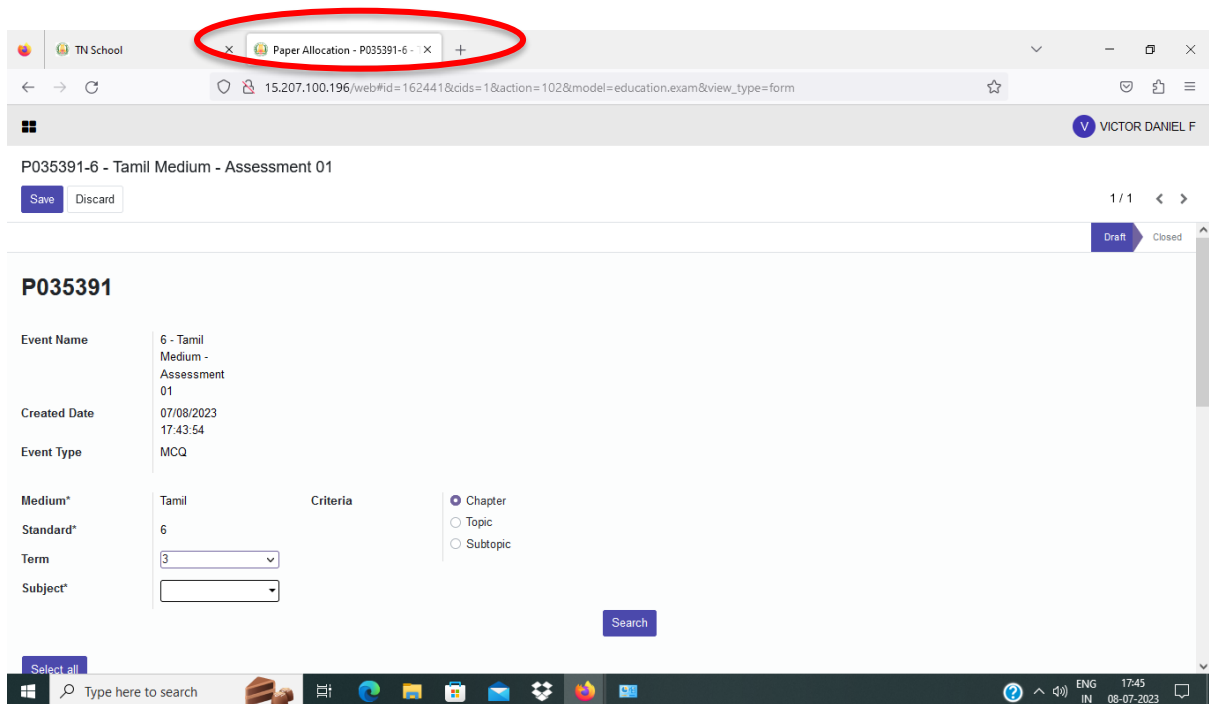 TN School
Paper Allocation - P035391-6 - T
15.207.100.196/web#id=162441&cids=1&action=102&model=education.exam&view_type=form
V VICTOR DANIEL F
P035391-6 - Tamil Medium - Assessment 01
Save Discard
1 / 1
Draft Closed
P035391
Event Name 6 - Tamil
Medium -
Assessment
01
Created Date 07/08/2023
17:43:54
Event Type MCQ
Medium* Tamil Criteria Chapter
Standard* 6 Topic
Subtopic
Term 3
Subject*
Search
Select all
Type here to search
ENG 17:45
IN 08-07-2023